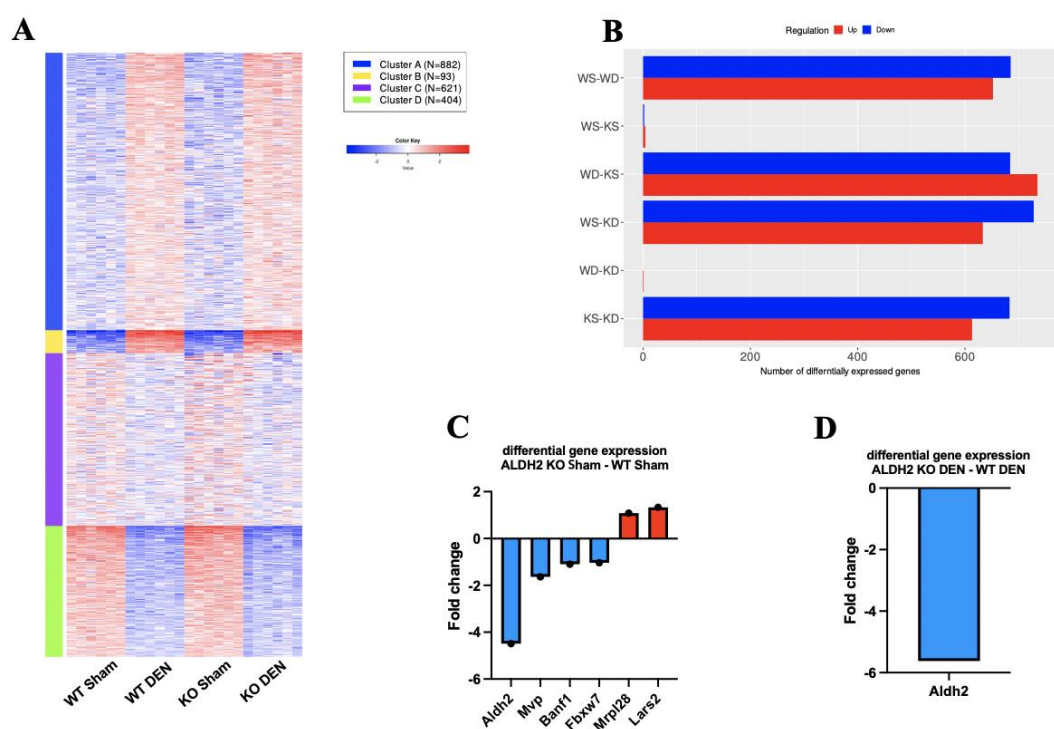 A
Cluster A (N=882)
Cluster B (N=93)
Cluster C (N=621)
Cluster D (N=404)
Color Key
-2 0 2
Value
WT Sham
WT DEN
KO Sham
KO DEN
B
Regulation Up Down
WS-WD
WS-KS
WD-KS
WS-KD
WD-KD
KS-KD
0 200 400 600
Number of differntially expressed genes
C
differential gene expression
ALDH2 KO Sham - WT Sham
Fold change
2
0
-2
-4
-6
Aldh2
Mvp
Banf1
Fbxw7
Mrpl28
Lars2
D
differential gene expression
ALDH2 KO DEN - WT DEN
Fold change
0
-2
-4
-6
Aldh2